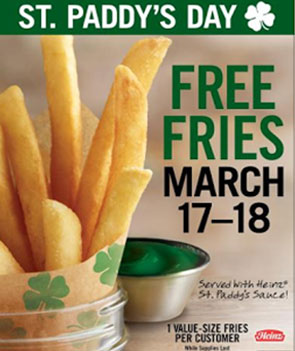 ST. PADDY'S DAY
FREE
FRIES
MARCH
17–18
Served with Heinz®
St. Paddy's Sauce!
1 VALUE-SIZE FRIES
PER CUSTOMER
While Supplies Last
Heinz